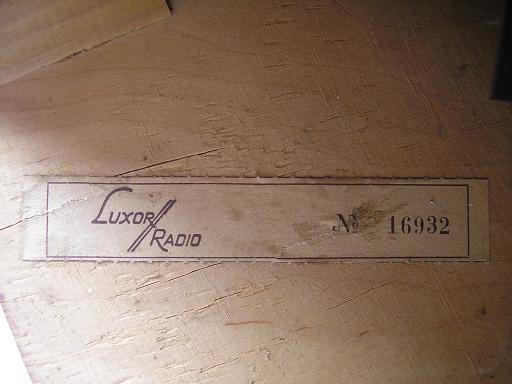 LUXOR RADIO
№ 16932